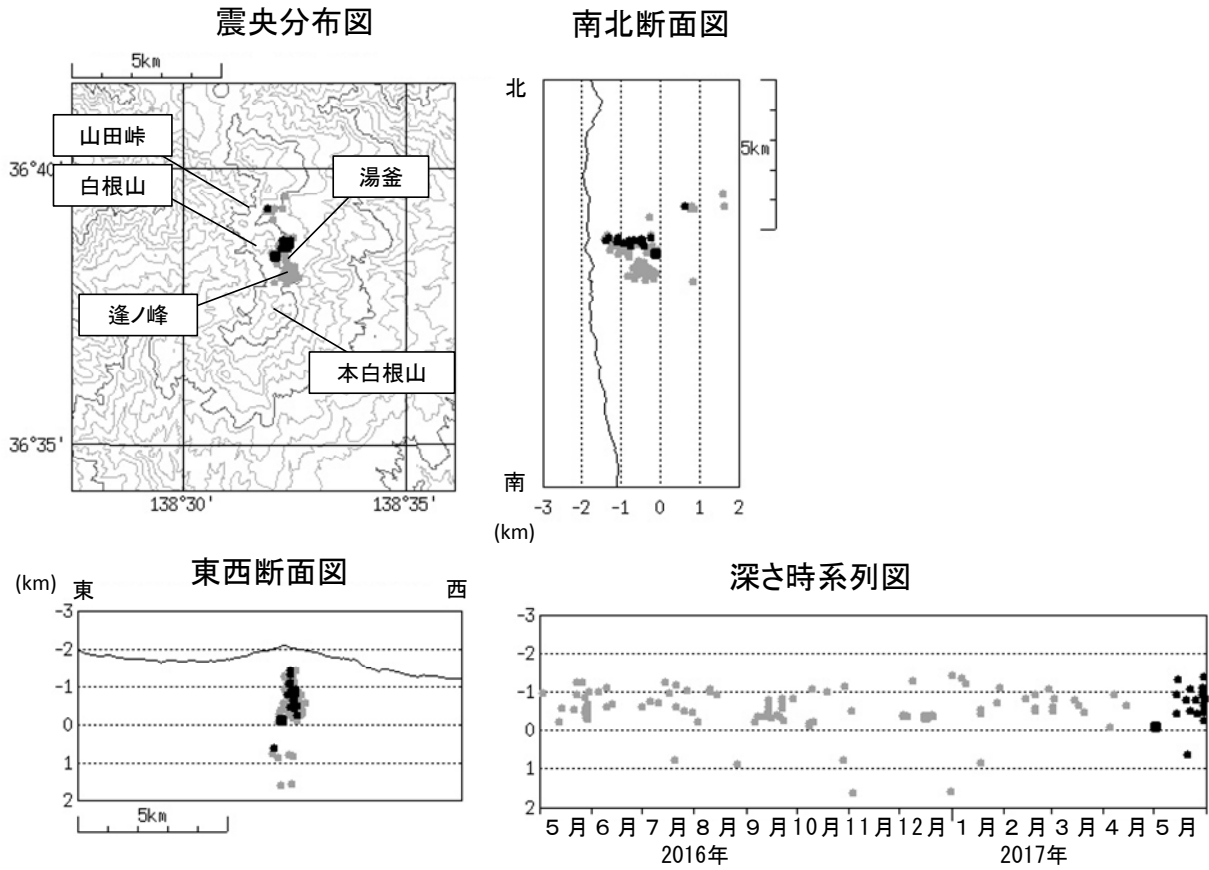 震央分布図
南北断面図
5km
北
山田峠
湯釜
36°40'
白根山
5km
逢ノ峰
本白根山
36°35'
南
138°30'
138°35'
-3 -2 -1 0 1 2
(km)
東西断面図
深さ時系列図
(km) 東
西
-3
-2
-1
0
1
2
5km
-3
-2
-1
0
1
2
5月6月7月8月9月10月11月12月1月2月3月4月5月
2016年
2017年